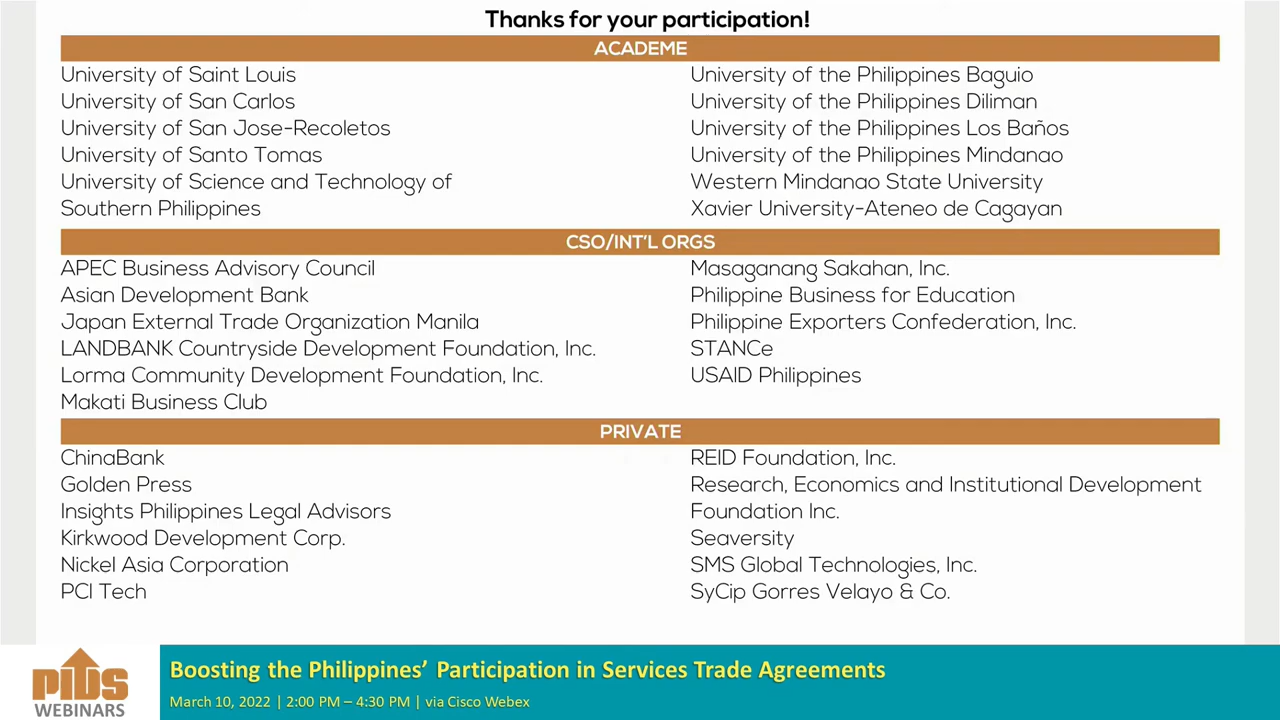 Thanks for your participation!
ACADEME
University of Saint Louis
University of San Carlos
University of San Jose-Recoletos
University of Santo Tomas
University of Science and Technology of
Southern Philippines
University of the Philippines Baguio
University of the Philippines Diliman
University of the Philippines Los Baños
University of the Philippines Mindanao
Western Mindanao State University
Xavier University-Ateneo de Cagayan
CSO/INT'L ORGS
APEC Business Advisory Council
Asian Development Bank
Japan External Trade Organization Manila
LANDBANK Countryside Development Foundation, Inc.
Lorma Community Development Foundation, Inc.
Makati Business Club
Masaganang Sakahan, Inc.
Philippine Business for Education
Philippine Exporters Confederation, Inc.
STANCe
USAID Philippines
PRIVATE
ChinaBank
Golden Press
Insights Philippines Legal Advisors
Kirkwood Development Corp.
Nickel Asia Corporation
PCI Tech
REID Foundation, Inc.
Research, Economics and Institutional Development
Foundation Inc.
Seaversity
SMS Global Technologies, Inc.
SyCip Gorres Velayo & Co.
pids
WEBINARS
Boosting the Philippines’ Participation in Services Trade Agreements
March 10, 2022 | 2:00 PM – 4:30 PM | via Cisco Webex